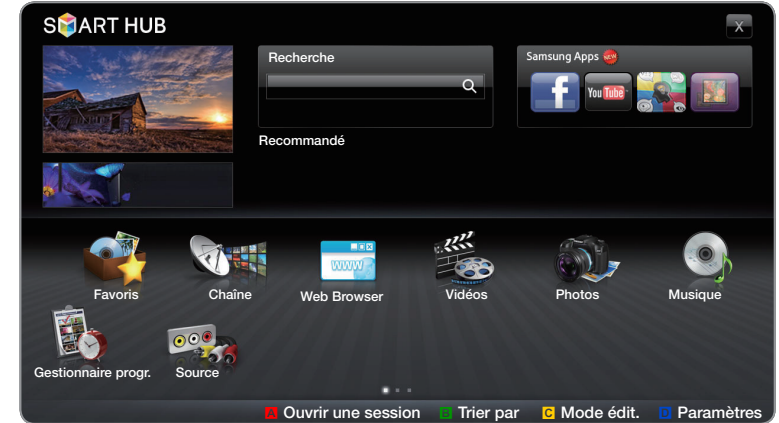 SMART HUB
X
Recherche
Samsung Apps NEW
f
You Tube
Recommandé
WWW
Favoris
Chaîne
Web Browser
Vidéos
Photos
Musique
Gestionnaire progr.
Source
A Ouvrir une session B Trier par C Mode édit. D Paramètres